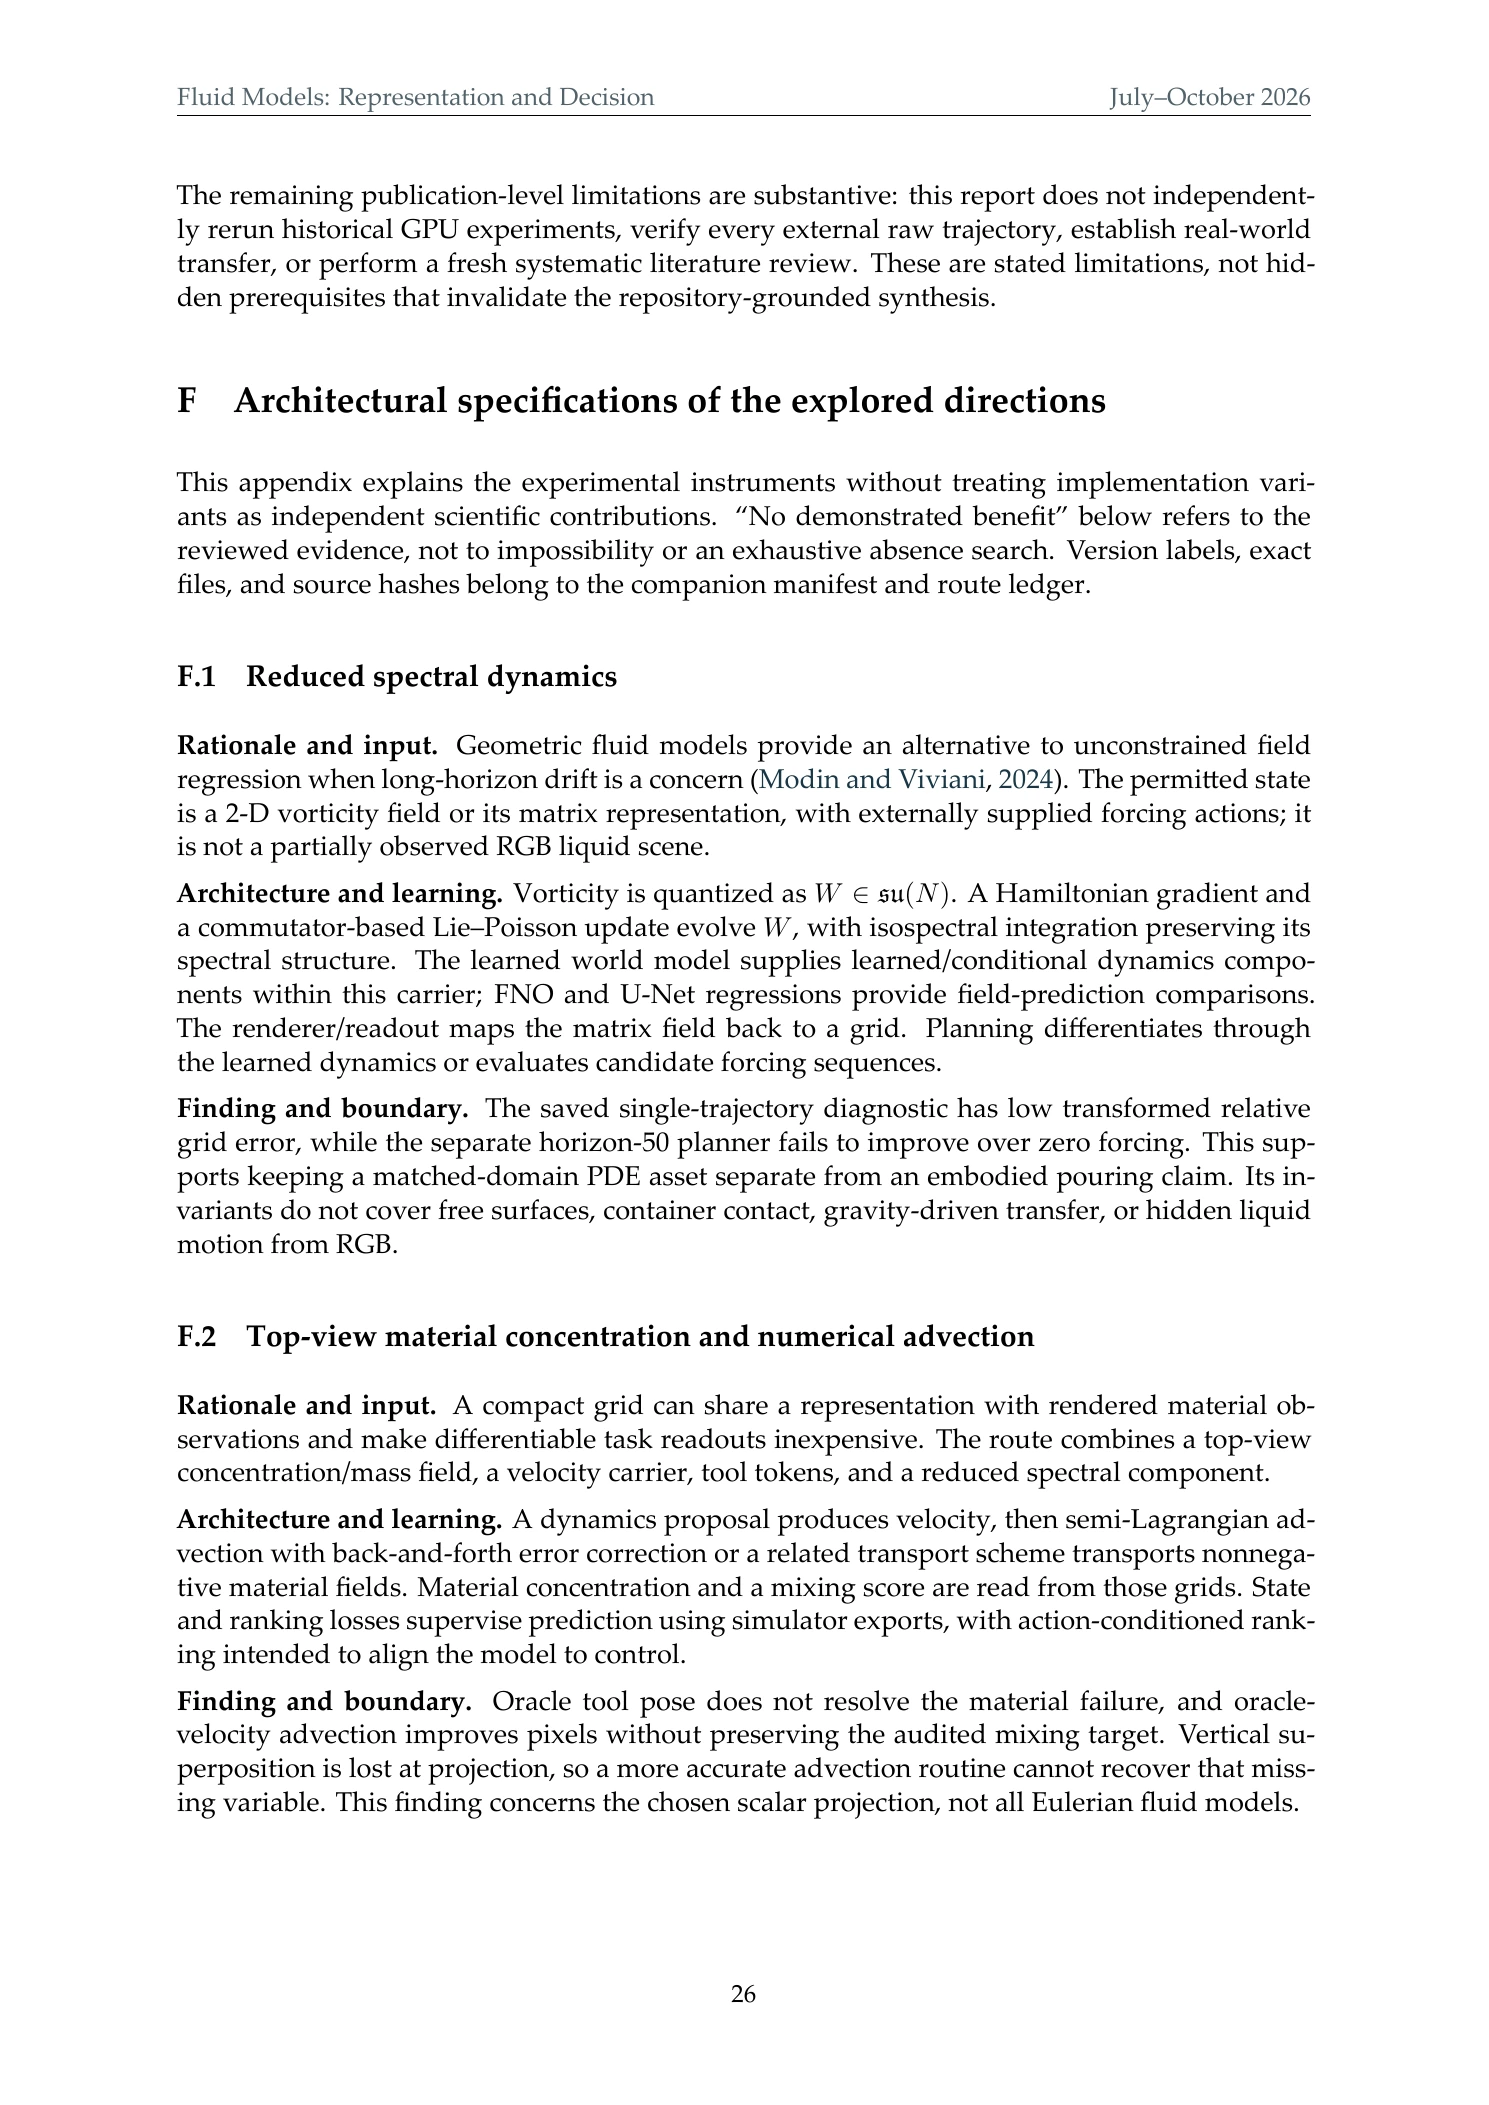 Fluid Models: Representation and Decision July–October 2026
The remaining publication-level limitations are substantive: this report does not independent-
ly rerun historical GPU experiments, verify every external raw trajectory, establish real-world
transfer, or perform a fresh systematic literature review. These are stated limitations, not hid-
den prerequisites that invalidate the repository-grounded synthesis.
F Architectural specifications of the explored directions
This appendix explains the experimental instruments without treating implementation vari-
ants as independent scientific contributions. “No demonstrated benefit” below refers to the
reviewed evidence, not to impossibility or an exhaustive absence search. Version labels, exact
files, and source hashes belong to the companion manifest and route ledger.
F.1 Reduced spectral dynamics
Rationale and input. Geometric fluid models provide an alternative to unconstrained field
regression when long-horizon drift is a concern (Modin and Viviani, 2024). The permitted state
is a 2-D vorticity field or its matrix representation, with externally supplied forcing actions; it
is not a partially observed RGB liquid scene.
Architecture and learning. Vorticity is quantized as W ∈ 𝔰𝔲(N). A Hamiltonian gradient and
a commutator-based Lie–Poisson update evolve W, with isospectral integration preserving its
spectral structure. The learned world model supplies learned/conditional dynamics compo-
nents within this carrier; FNO and U-Net regressions provide field-prediction comparisons.
The renderer/readout maps the matrix field back to a grid. Planning differentiates through
the learned dynamics or evaluates candidate forcing sequences.
Finding and boundary. The saved single-trajectory diagnostic has low transformed relative
grid error, while the separate horizon-50 planner fails to improve over zero forcing. This sup-
ports keeping a matched-domain PDE asset separate from an embodied pouring claim. Its in-
variants do not cover free surfaces, container contact, gravity-driven transfer, or hidden liquid
motion from RGB.
F.2 Top-view material concentration and numerical advection
Rationale and input. A compact grid can share a representation with rendered material ob-
servations and make differentiable task readouts inexpensive. The route combines a top-view
concentration/mass field, a velocity carrier, tool tokens, and a reduced spectral component.
Architecture and learning. A dynamics proposal produces velocity, then semi-Lagrangian ad-
vection with back-and-forth error correction or a related transport scheme transports nonnega-
tive material fields. Material concentration and a mixing score are read from those grids. State
and ranking losses supervise prediction using simulator exports, with action-conditioned rank-
ing intended to align the model to control.
Finding and boundary. Oracle tool pose does not resolve the material failure, and oracle-
velocity advection improves pixels without preserving the audited mixing target. Vertical su-
perposition is lost at projection, so a more accurate advection routine cannot recover that miss-
ing variable. This finding concerns the chosen scalar projection, not all Eulerian fluid models.
26